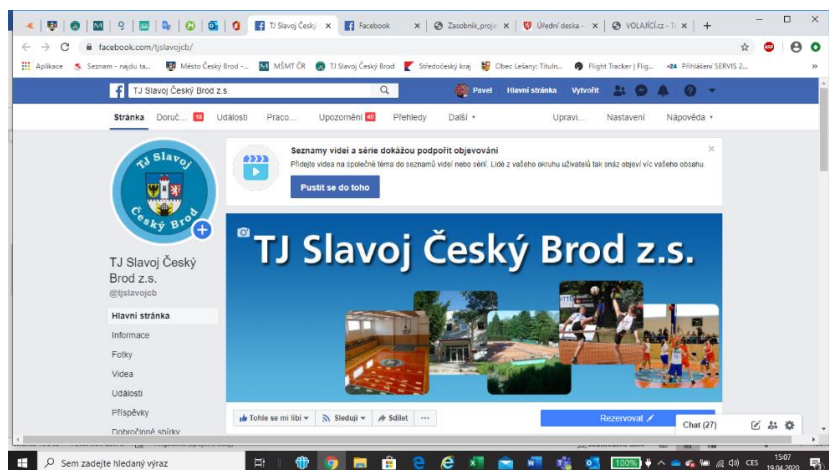 TJ Slavoj Český
Facebook
Zasobnik_proje
Úřední deska –
VOLAJÍCÍ.cz - T
facebook.com/tjslavojcb/
Aplikace
Seznam - najdu ta...
Město Český Brod -...
MŠMT ČR
TJ Slavoj Český Brod
Středočeský kraj
Obec Lešany: Tituln...
Flight Tracker | Flig...
Přihlášení SERVIS 2...
TJ Slavoj Český Brod z.s.
Pavel
Hlavní stránka
Vytvořit
Stránka
Doruč... 18
Události
Praco...
Upozornění 45
Přehledy
Další
Upravi...
Nastavení
Nápověda
TJ Slavoj
Český Brod
Seznamy videí a série dokážou podpořit objevování
Přidejte videa na společné téma do seznamů videí nebo sérií. Lidé z vašeho okruhu uživatelů tak snáz objeví víc vašeho obsahu.
Pustit se do toho
TJ Slavoj Český Brod z.s.
TJ Slavoj Český
Brod z.s.
@tjslavojcb
Hlavní stránka
Informace
Fotky
Videa
Události
Příspěvky
Dobročinné sbírky
Tohle se mi líbí
Sleduji
Sdílet
Rezervovat
Chat (27)
Sem zadejte hledaný výraz
100%
CES
15:07
19.04.2020